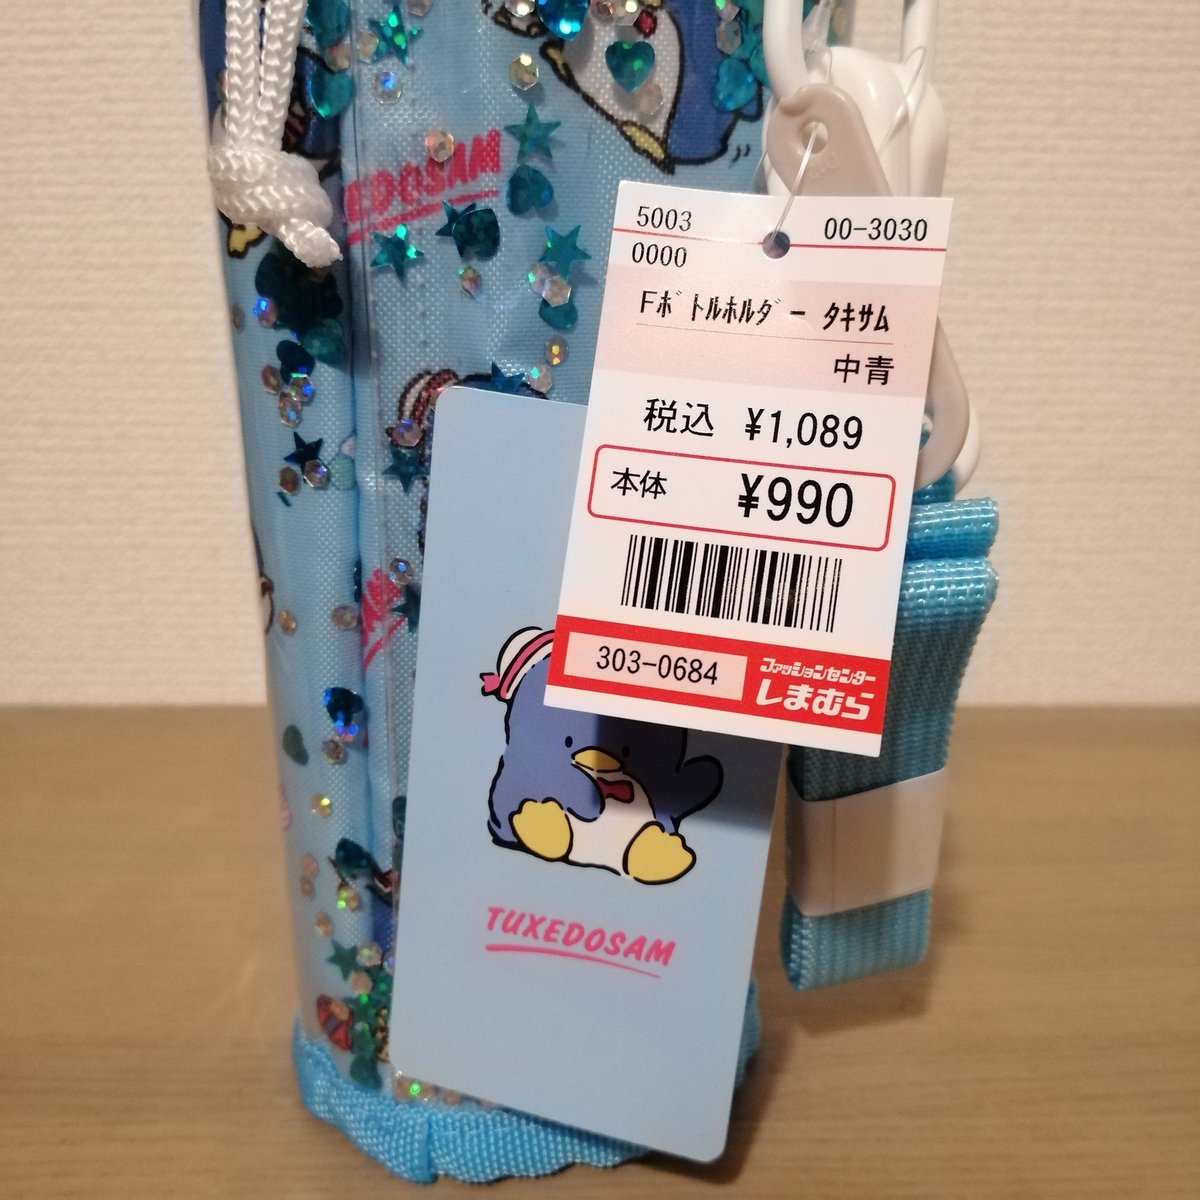 EDOSAM
5003 00-3030
0000
Fボトルホルダー タキサム
中青
税込 ¥1,089
本体 ¥990
303-0684
ファッションセンター
しまむら
TUXEDOSAM